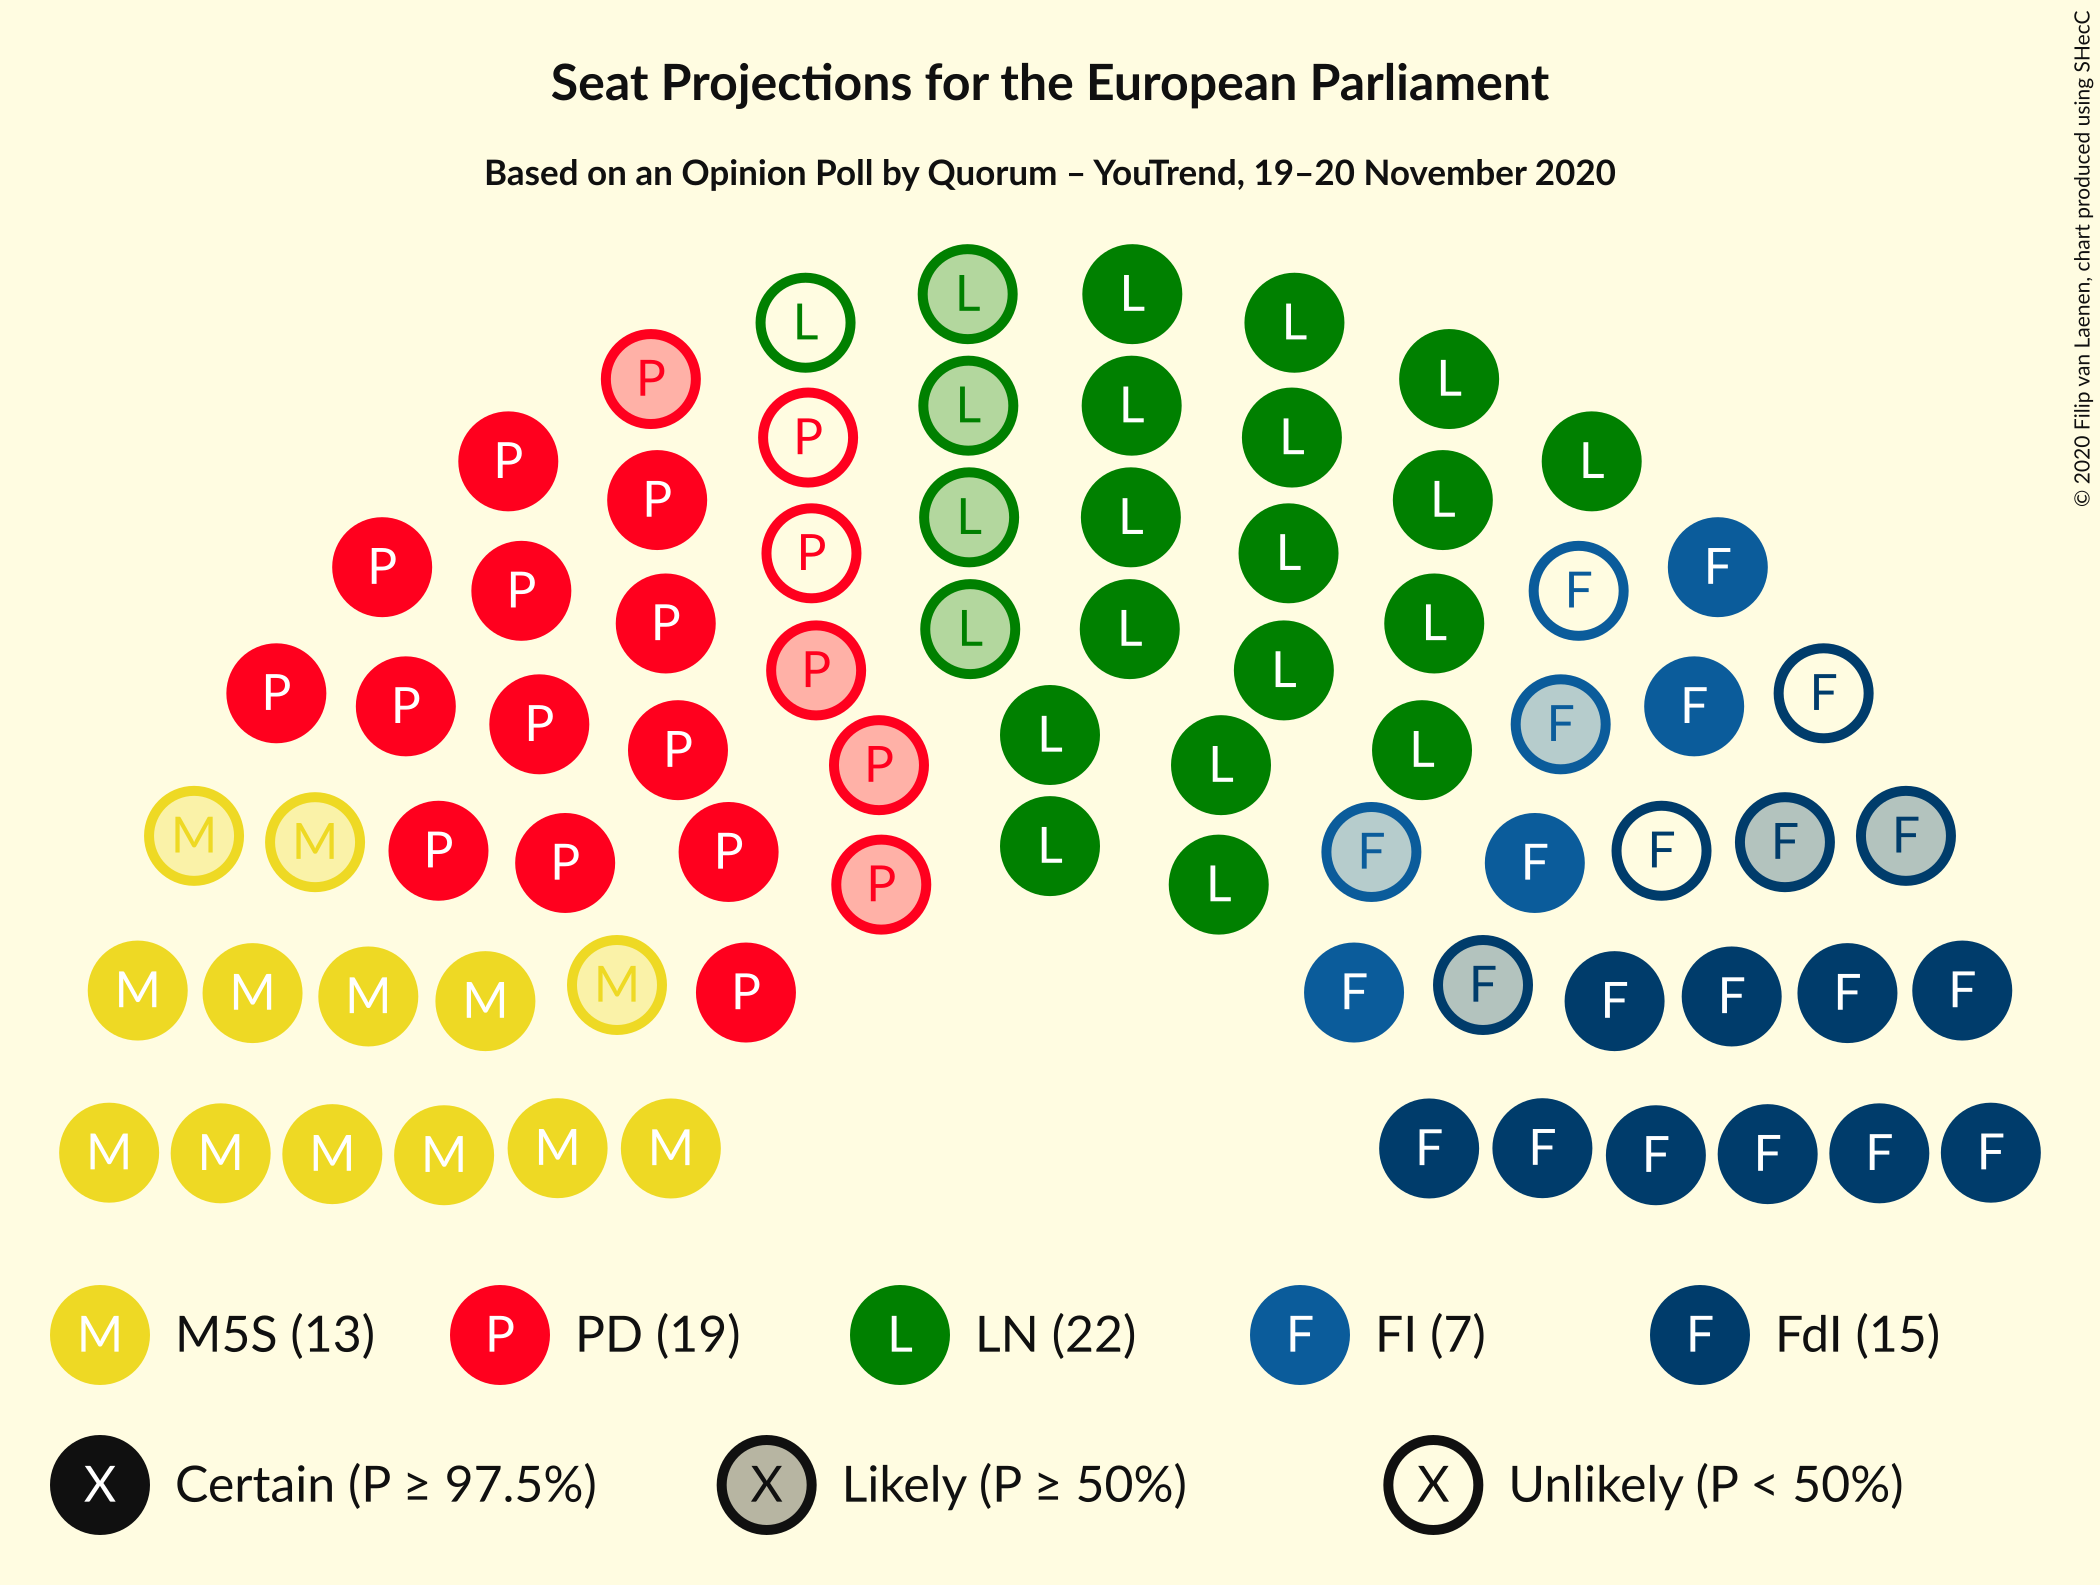 Seat Projections for the European Parliament
Based on an Opinion Poll by Quorum – YouTrend, 19–20 November 2020
© 2020 Filip van Laenen, chart produced using SHecC
L L L L
P L
P L L L L
P P L L
P L L L L
P F F
P P L L L
P L L F
P P P P L L L F F F
P P L L
M M P P P L L F F F F F
P L
M M M M M P F F F F F F
M M M M M M F F F F F F
M M5S (13) P PD (19) L LN (22) F FI (7) F FdI (15)
X Certain (P ≥ 97.5%) X Likely (P ≥ 50%) X Unlikely (P < 50%)